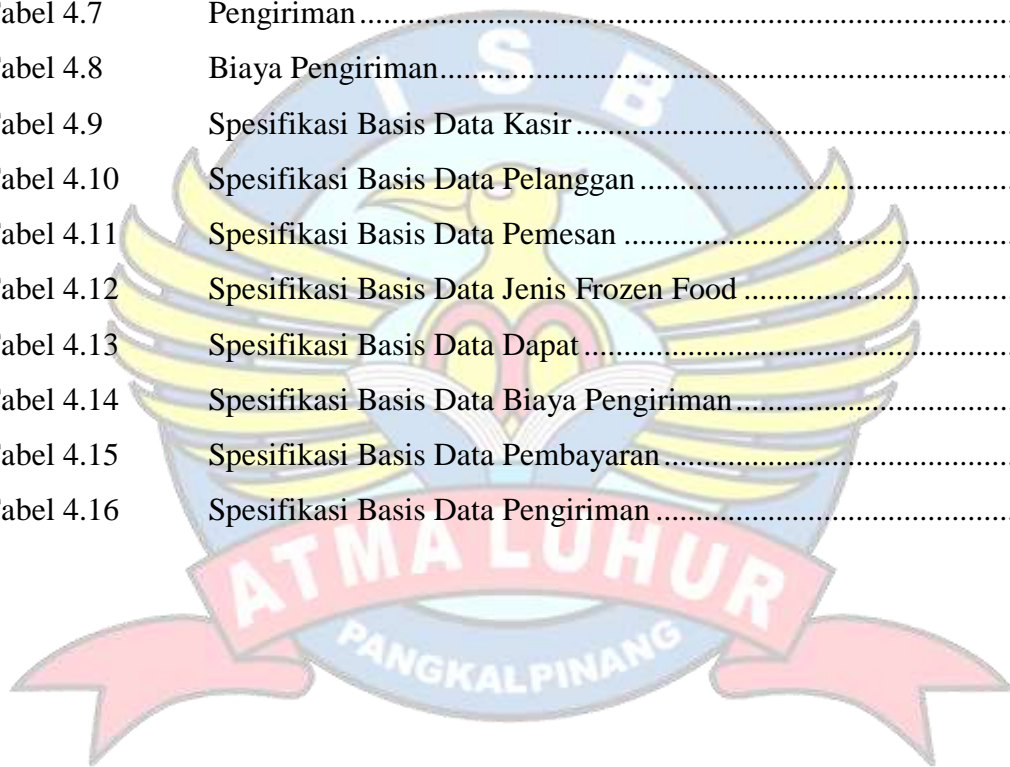 abel 4.7 Pengiriman
abel 4.8 Biaya Pengiriman
abel 4.9 Spesifikasi Basis Data Kasir
abel 4.10 Spesifikasi Basis Data Pelanggan
abel 4.11 Spesifikasi Basis Data Pemesan
abel 4.12 Spesifikasi Basis Data Jenis Frozen Food
abel 4.13 Spesifikasi Basis Data Dapat
abel 4.14 Spesifikasi Basis Data Biaya Pengiriman
abel 4.15 Spesifikasi Basis Data Pembayaran
abel 4.16 Spesifikasi Basis Data Pengiriman
I S B
ATMA LUHUR
PANGKALPINANG